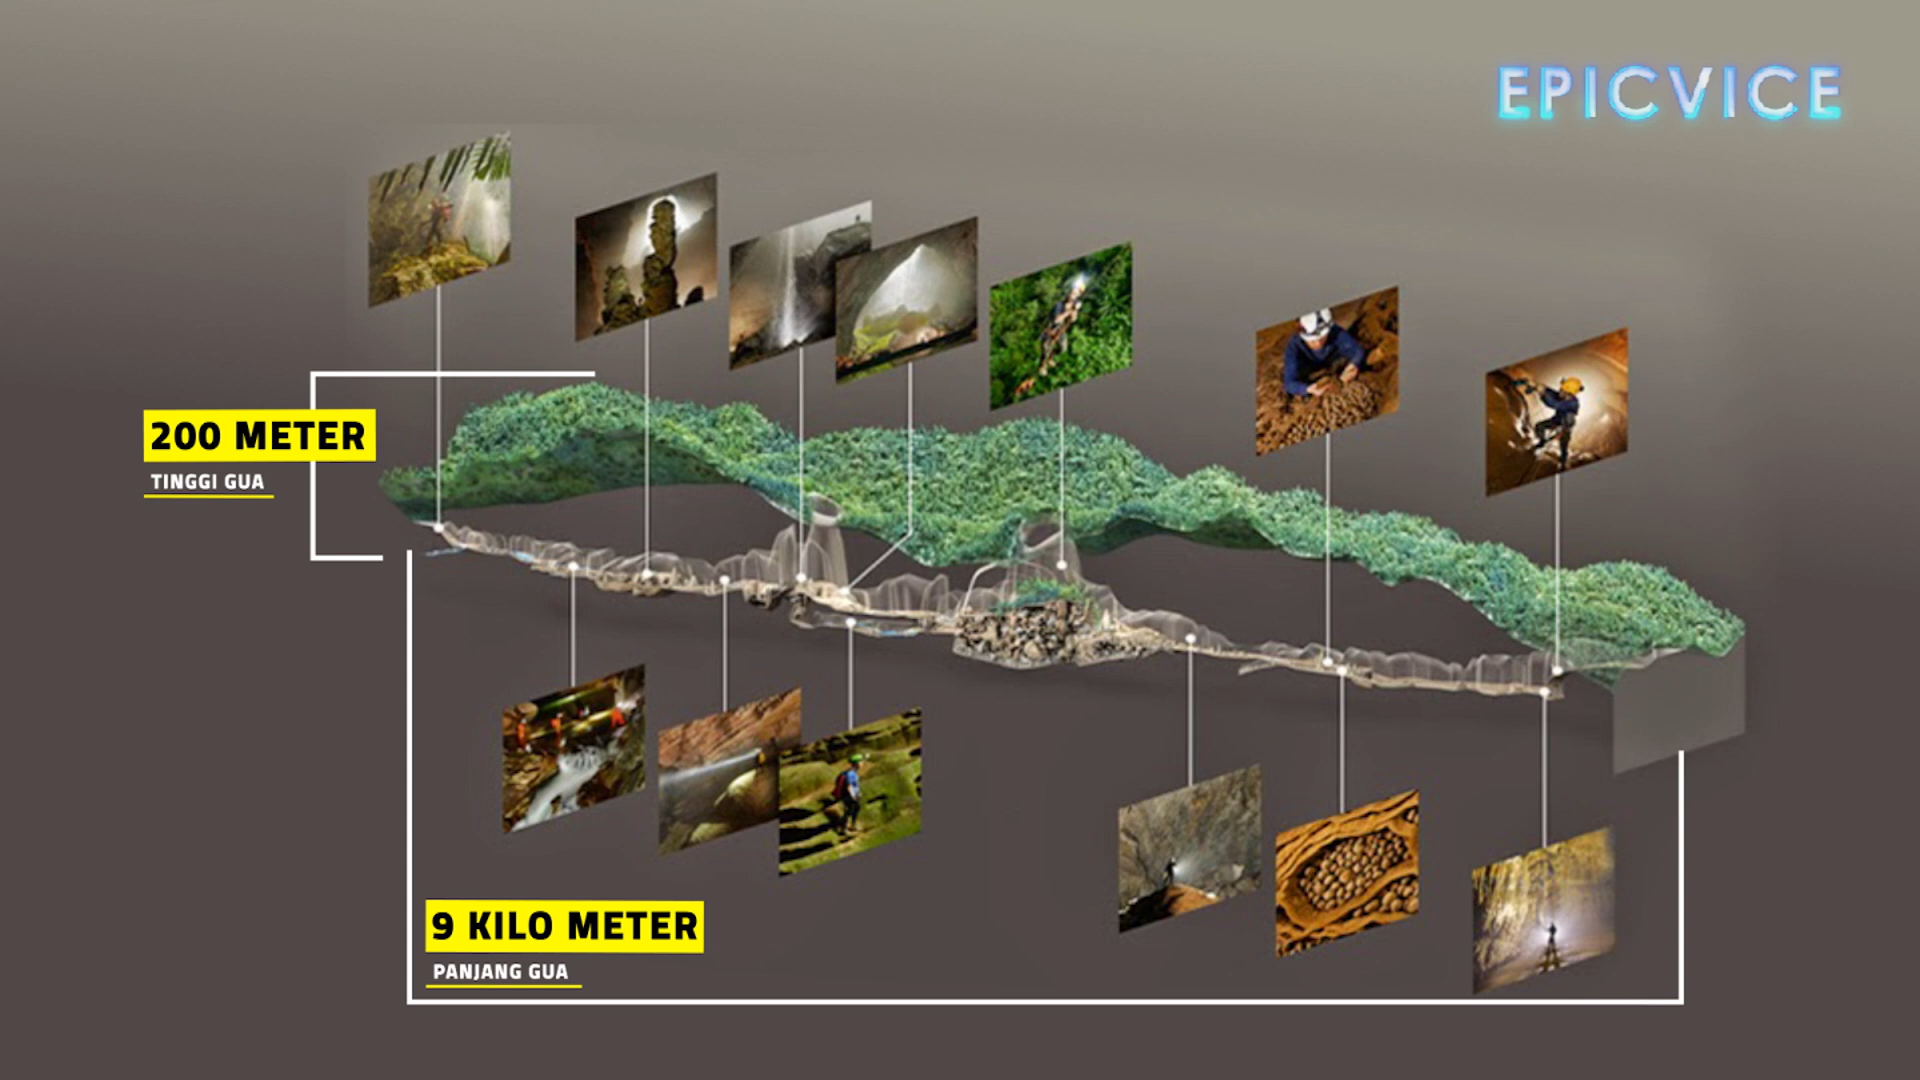 EPICVICE
200 METER
TINGGI GUA
9 KILO METER
PANJANG GUA